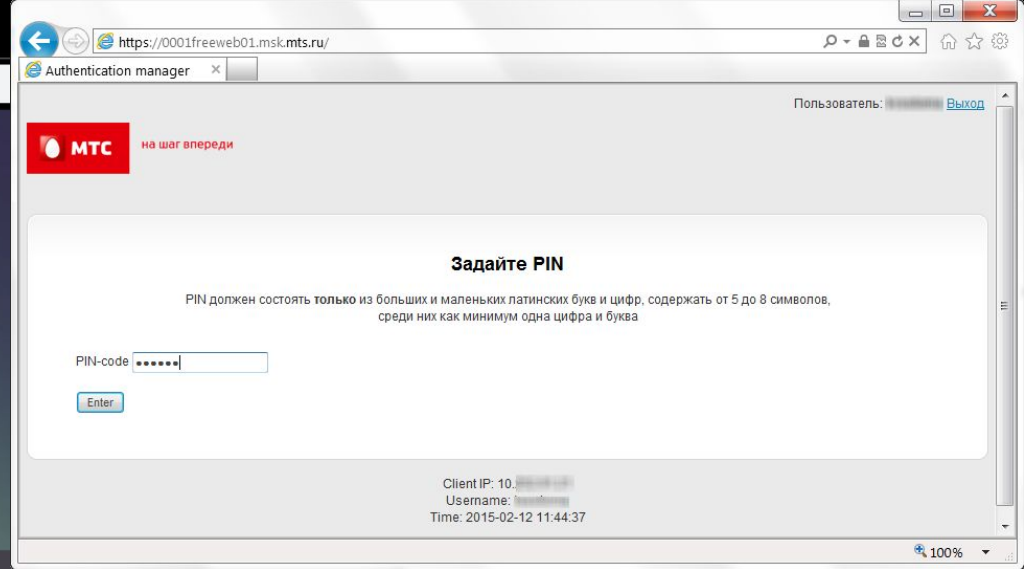 https://0001freeweb01.msk.mts.ru/
Authentication manager
Пользователь: Выход
МТС
на шаг впереди
Задайте PIN
PIN должен состоять только из больших и маленьких латинских букв и цифр, содержать от 5 до 8 символов,
среди них как минимум одна цифра и буква
PIN-code ••••••
Enter
Client IP: 10.
Username:
Time: 2015-02-12 11:44:37
100%